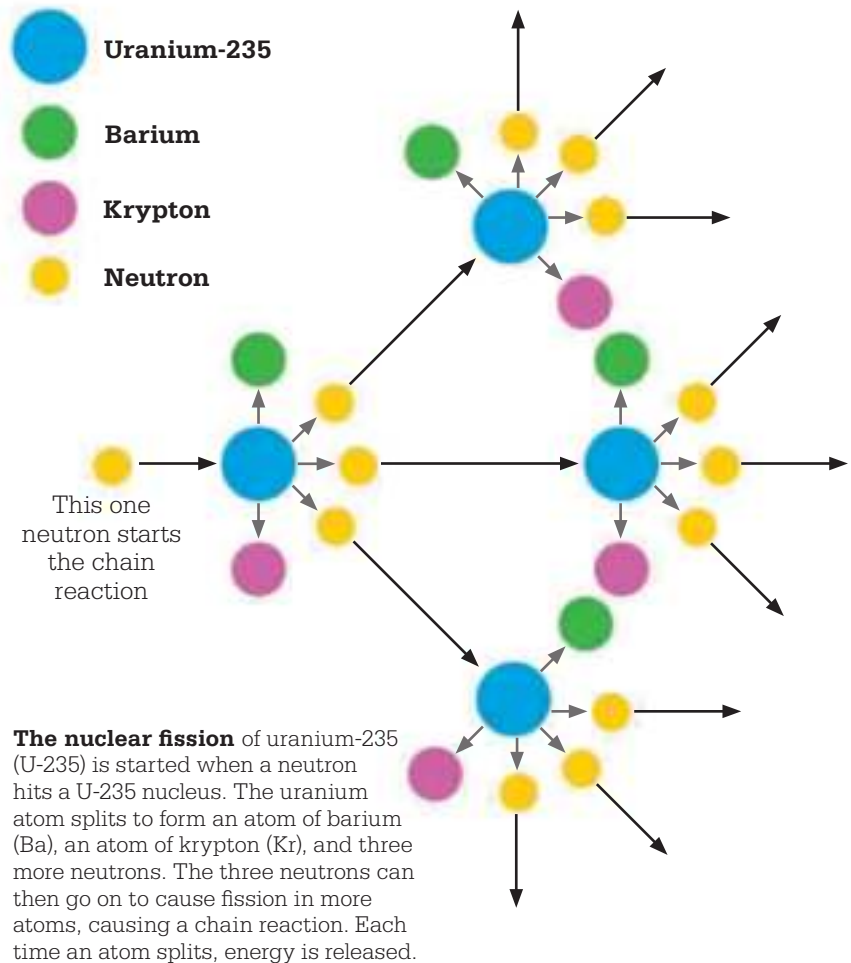 Uranium-235
Barium
Krypton
Neutron
This one
neutron starts
the chain
reaction
The nuclear fission of uranium-235
(U-235) is started when a neutron
hits a U-235 nucleus. The uranium
atom splits to form an atom of barium
(Ba), an atom of krypton (Kr), and three
more neutrons. The three neutrons can
then go on to cause fission in more
atoms, causing a chain reaction. Each
time an atom splits, energy is released.